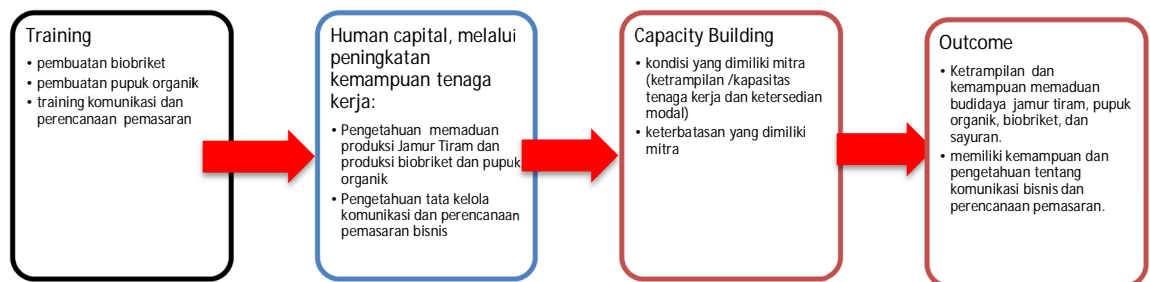 Training
• pembuatan biobriket
• pembuatan pupuk organik
• training komunikasi dan
perencanaan pemasaran
Human capital, melalui
peningkatan
kemampuan tenaga
kerja:
• Pengetahuan memaduan
produksi Jamur Tiram dan
produksi biobriket dan pupuk
organik
• Pengetahuan tata kelola
komunikasi dan perencanaan
pemasaran bisnis
Capacity Building
• kondisi yang dimiliki mitra
(ketrampilan /kapasitas
tenaga kerja dan ketersedian
modal)
• keterbatasan yang dimiliki
mitra
Outcome
• Ketrampilan dan
kemampuan memaduan
budidaya jamur tiram, pupuk
organik, biobriket, dan
sayuran.
• memiliki kemampuan dan
pengetahuan tentang
komunikasi bisnis dan
perencanaan pemasaran.